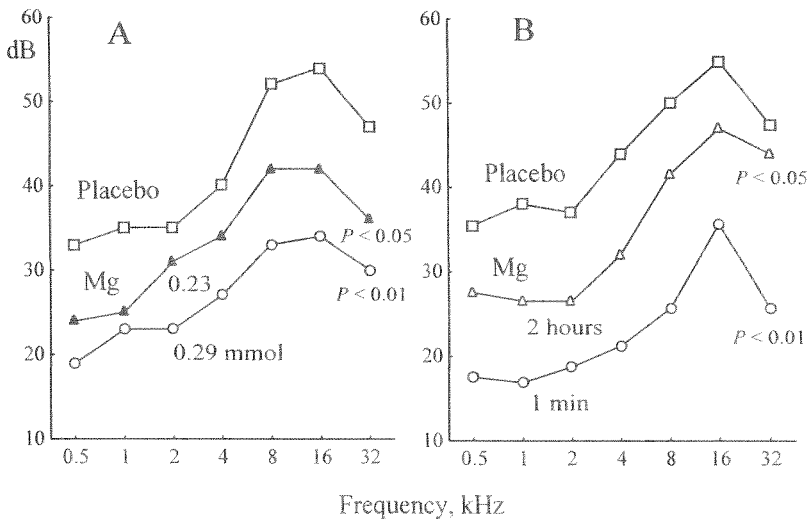 A
B
dB
60
50
40
30
20
10
60
50
40
30
20
10
Placebo
Mg
0.23
0.29 mmol
P < 0.05
P < 0.01
Placebo
Mg
2 hours
1 min
P < 0.05
P < 0.01
0.5 1 2 4 8 16 32
0.5 1 2 4 8 16 32
Frequency, kHz